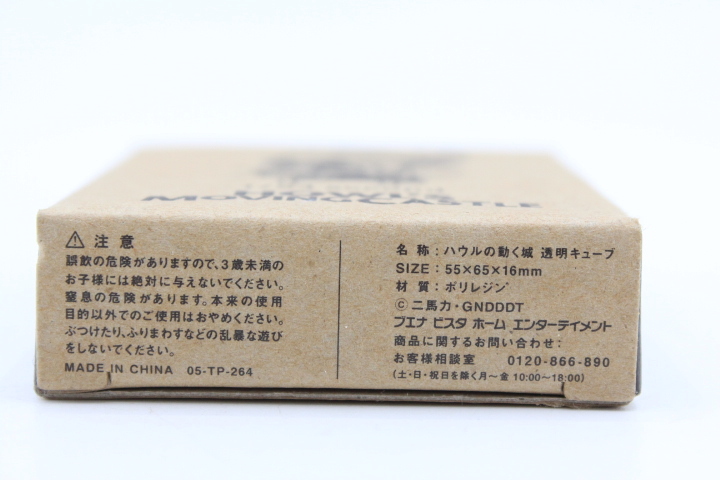 HOWL'S
MOVING CASTLE
⚠ 注意
誤飲の危険がありますので、3歳未満の
お子様には絶対に与えないでください。
窒息の危険があります。本来の使用
目的以外でのご使用はおやめください。
ぶつけたり、ふりまわすなどの乱暴な遊び
をしないでください。
MADE IN CHINA 05-TP-264
名 称:ハウルの動く城 透明キューブ
SIZE:55×65×16mm
材 質:ポリレジン
©二馬力・GNDDDT
ブエナ ビスタ ホーム エンターテイメント
商品に関するお問い合わせ:
お客様相談室 0120-866-890
(土・日・祝日を除く月～金 10:00～18:00)